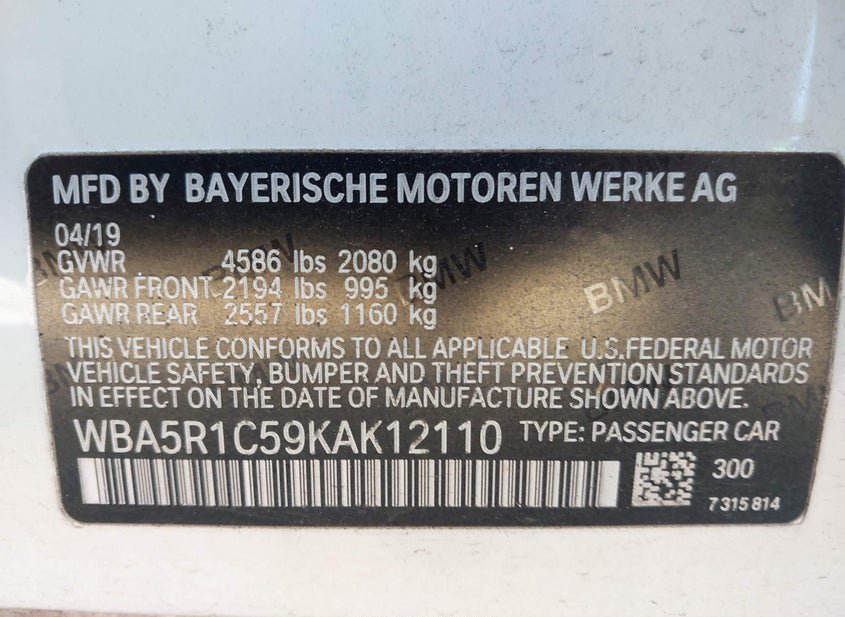 MFD BY BAYERISCHE MOTOREN WERKE AG
04/19
GVWR 4586 lbs 2080 kg
GAWR FRONT 2194 lbs 995 kg
GAWR REAR 2557 lbs 1160 kg
THIS VEHICLE CONFORMS TO ALL APPLICABLE U.S.FEDERAL MOTOR
VEHICLE SAFETY, BUMPER AND THEFT PREVENTION STANDARDS
IN EFFECT ON THE DATE OF MANUFACTURE SHOWN ABOVE.
WBA5R1C59KAK12110 TYPE: PASSENGER CAR
300
7 315 814
BMW
BMW